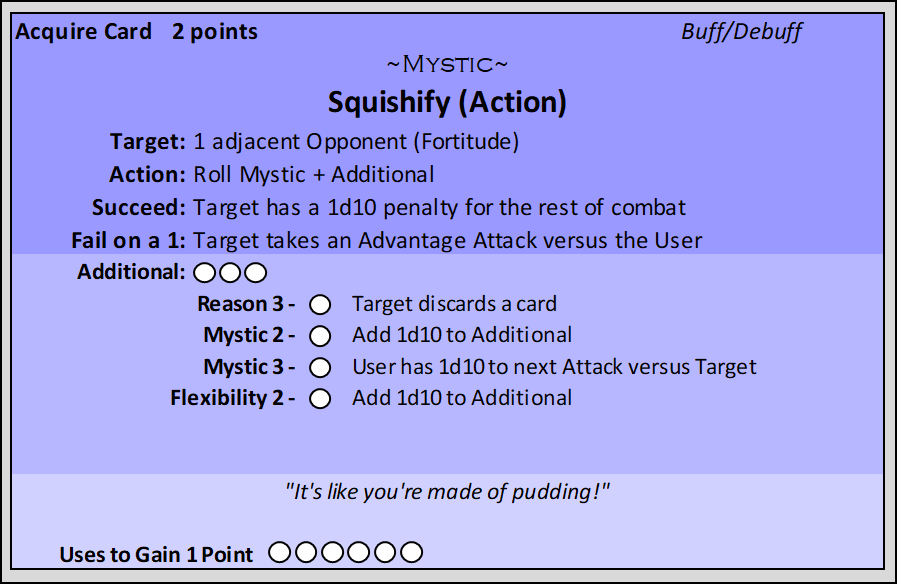 Acquire Card 2 points Buff/Debuff
~Mystic~
Squishify (Action)
Target: 1 adjacent Opponent (Fortitude)
Action: Roll Mystic + Additional
Succeed: Target has a 1d10 penalty for the rest of combat
Fail on a 1: Target takes an Advantage Attack versus the User
Additional:
Reason 3 - Target discards a card
Mystic 2 - Add 1d10 to Additional
Mystic 3 - User has 1d10 to next Attack versus Target
Flexibility 2 - Add 1d10 to Additional
"It's like you're made of pudding!"
Uses to Gain 1 Point